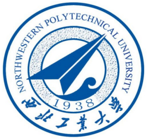 NORTHWESTERN POLYTECHNICAL UNIVERSITY
1938
西北工业大学